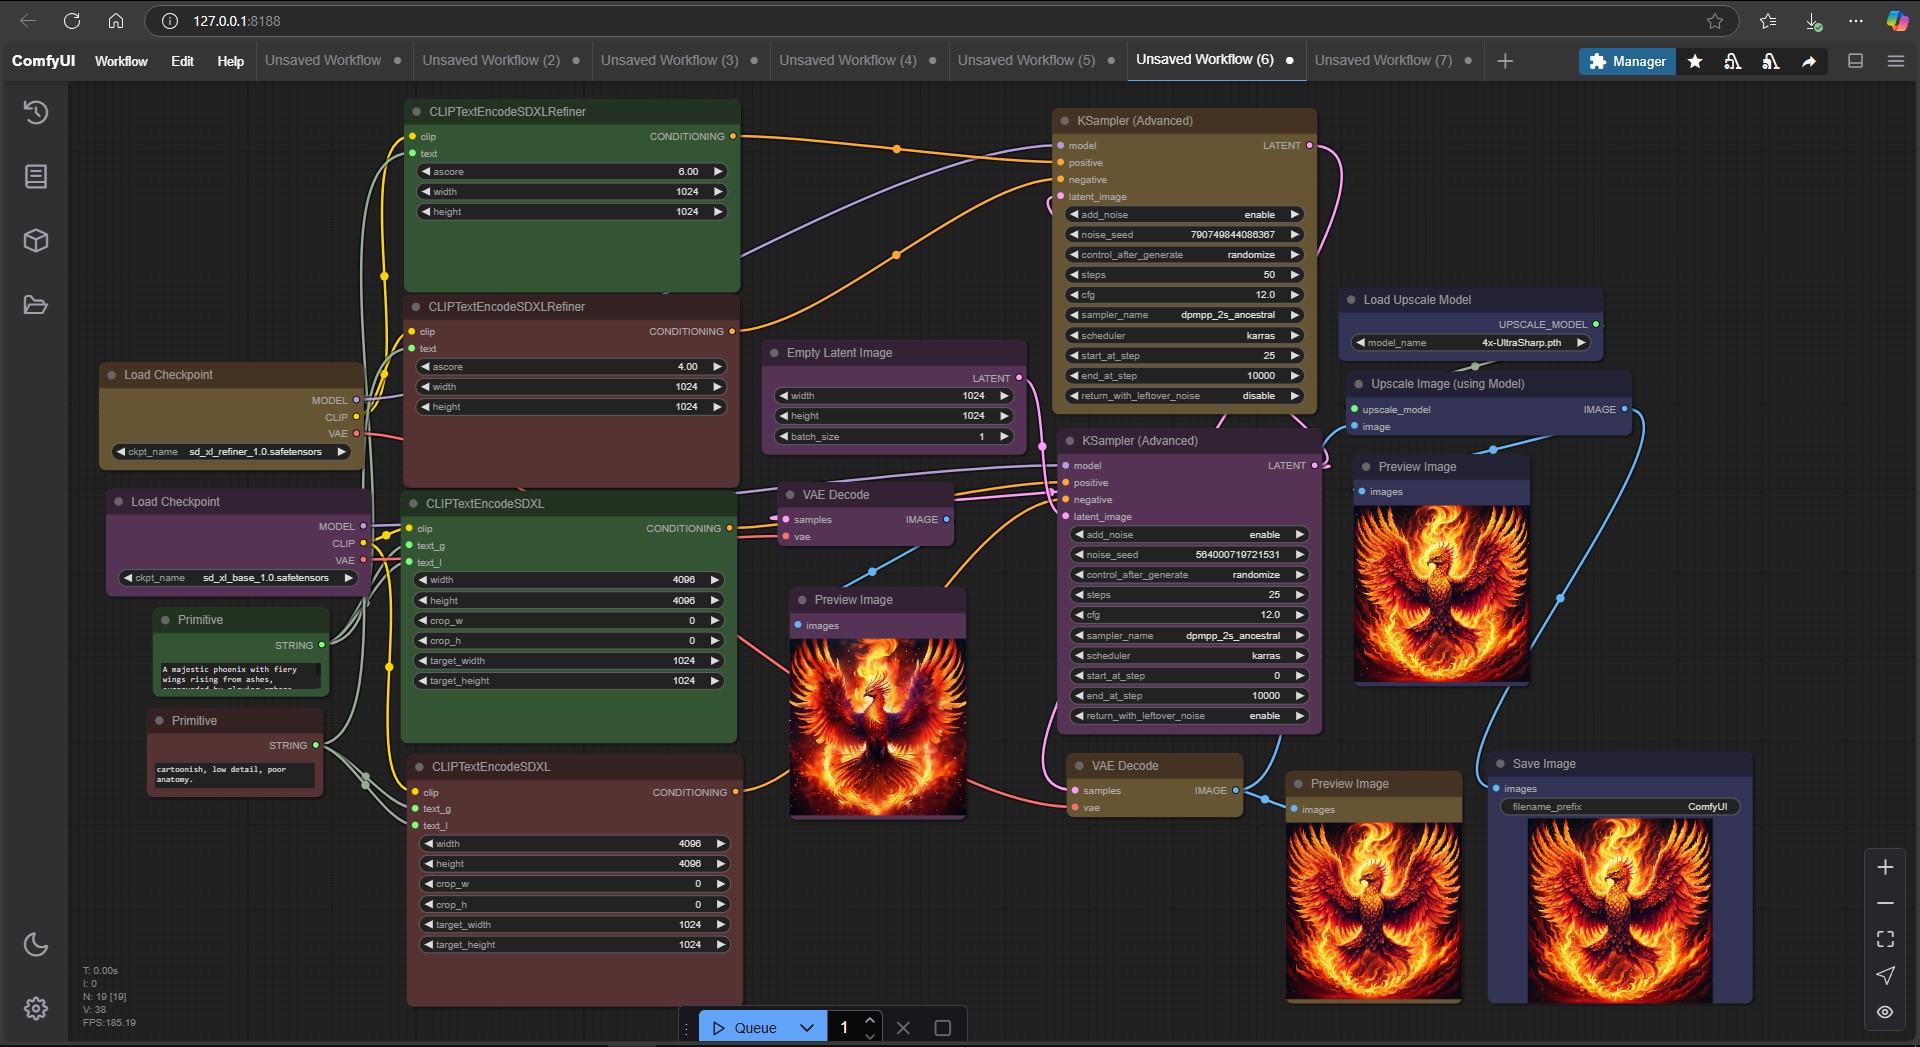 127.0.0.1:8188
ComfyUI Workflow Edit Help Unsaved Workflow Unsaved Workflow (2) Unsaved Workflow (3) Unsaved Workflow (4) Unsaved Workflow (5) Unsaved Workflow (6) Unsaved Workflow (7) Manager
CLIPTextEncodeSDXLRefiner
clip CONDITIONING
text
ascore 6.00
width 1024
height 1024
CLIPTextEncodeSDXLRefiner
clip CONDITIONING
text
ascore 4.00
width 1024
height 1024
Load Checkpoint
MODEL
CLIP
VAE
ckpt_name sd_xl_refiner_1.0.safetensors
Load Checkpoint
MODEL
CLIP
VAE
ckpt_name sd_xl_base_1.0.safetensors
Primitive
STRING
A majestic phoenix with fiery
wings rising from ashes,
Primitive
STRING
cartoonish, low detail, poor
anatomy.
CLIPTextEncodeSDXL
clip CONDITIONING
text_g
text_l
width 4096
height 4096
crop_w 0
crop_h 0
target_width 1024
target_height 1024
CLIPTextEncodeSDXL
clip CONDITIONING
text_g
text_l
width 4096
height 4096
crop_w 0
crop_h 0
target_width 1024
target_height 1024
Empty Latent Image
LATENT
width 1024
height 1024
batch_size 1
VAE Decode
samples IMAGE
vae
Preview Image
images
KSampler (Advanced)
model LATENT
positive
negative
latent_image
add_noise enable
noise_seed 790749844086367
control_after_generate randomize
steps 50
cfg 12.0
sampler_name dpmpp_2s_ancestral
scheduler karras
start_at_step 25
end_at_step 10000
return_with_leftover_noise disable
KSampler (Advanced)
model LATENT
positive
negative
latent_image
add_noise enable
noise_seed 564000719721531
control_after_generate randomize
steps 25
cfg 12.0
sampler_name dpmpp_2s_ancestral
scheduler karras
start_at_step 0
end_at_step 10000
return_with_leftover_noise enable
VAE Decode
samples IMAGE
vae
Preview Image
images
Load Upscale Model
UPSCALE_MODEL
model_name 4x-UltraSharp.pth
Upscale Image (using Model)
upscale_model IMAGE
image
Preview Image
images
Save Image
images
filename_prefix ComfyUI
T: 0.00s
I: 0
N: 19 [19]
V: 38
FPS:185.19
Queue 1